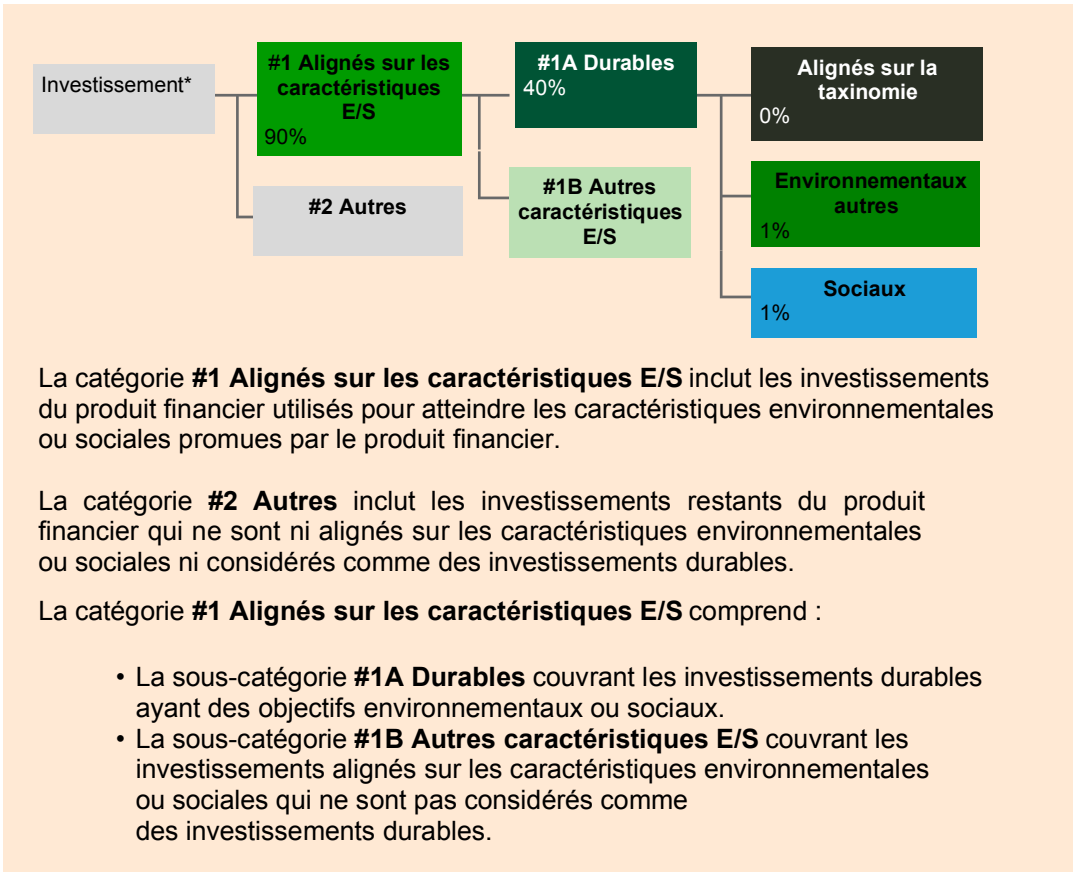 Investissement*
#1 Alignés sur les
caractéristiques
E/S
90%
#2 Autres
#1A Durables
40%
#1B Autres
caractéristiques
E/S
Alignés sur la
taxinomie
0%
Environnementaux
autres
1%
Sociaux
1%
La catégorie #1 Alignés sur les caractéristiques E/S inclut les investissements
du produit financier utilisés pour atteindre les caractéristiques environnementales
ou sociales promues par le produit financier.
La catégorie #2 Autres inclut les investissements restants du produit
financier qui ne sont ni alignés sur les caractéristiques environnementales
ou sociales ni considérés comme des investissements durables.
La catégorie #1 Alignés sur les caractéristiques E/S comprend :
• La sous-catégorie #1A Durables couvrant les investissements durables
ayant des objectifs environnementaux ou sociaux.
• La sous-catégorie #1B Autres caractéristiques E/S couvrant les
investissements alignés sur les caractéristiques environnementales
ou sociales qui ne sont pas considérés comme
des investissements durables.